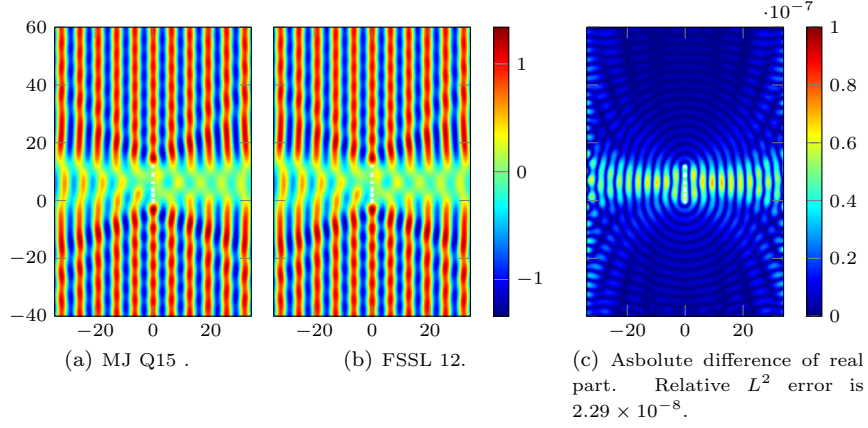 ·10⁻⁷
60
40
20
0
−20
−40
−20 0 20
−20 0 20
1
0
−1
−20 0 20
1
0.8
0.6
0.4
0.2
0
(a) MJ Q15 .
(b) FSSL 12.
(c) Asbolute difference of real
part. Relative L² error is
2.29 × 10⁻⁸.